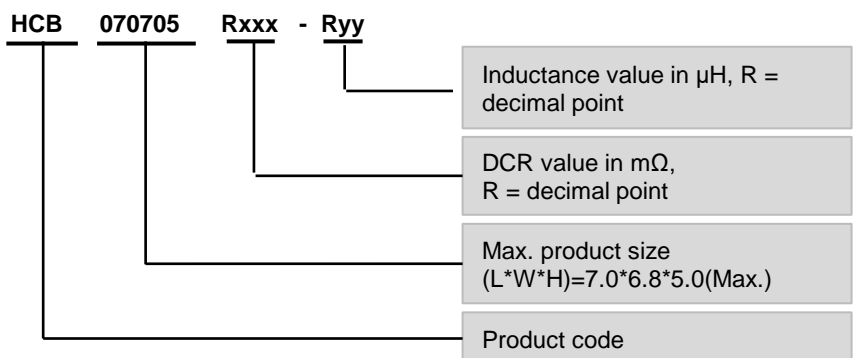 HCB 070705 Rxxx - Ryy
Inductance value in µH, R =
decimal point
DCR value in mΩ,
R = decimal point
Max. product size
(L*W*H)=7.0*6.8*5.0(Max.)
Product code